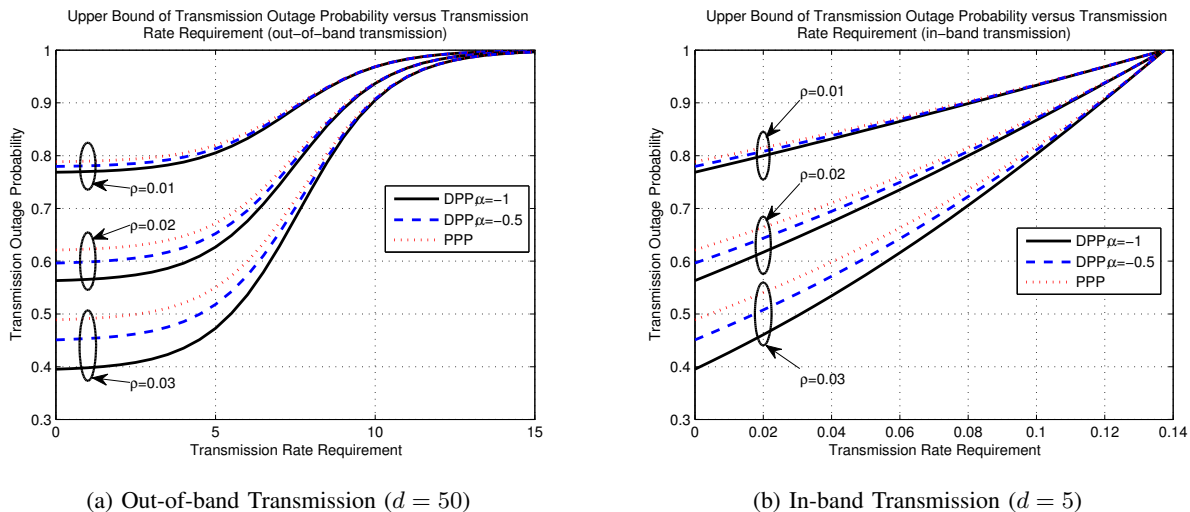 Upper Bound of Transmission Outage Probability versus Transmission
Rate Requirement (out−of−band transmission)
1
0.9
0.8
0.7
0.6
0.5
0.4
0.3
0
5
10
15
Transmission Outage Probability
Transmission Rate Requirement
ρ=0.01
ρ=0.02
ρ=0.03
DPP α=−1
DPP α=−0.5
PPP
(a) Out-of-band Transmission (d = 50)
Upper Bound of Transmission Outage Probability versus Transmission
Rate Requirement (in−band transmission)
1
0.9
0.8
0.7
0.6
0.5
0.4
0.3
0
0.02
0.04
0.06
0.08
0.1
0.12
0.14
Transmission Outage Probability
Transmission Rate Requirement
ρ=0.01
ρ=0.02
ρ=0.03
DPP α=−1
DPP α=−0.5
PPP
(b) In-band Transmission (d = 5)